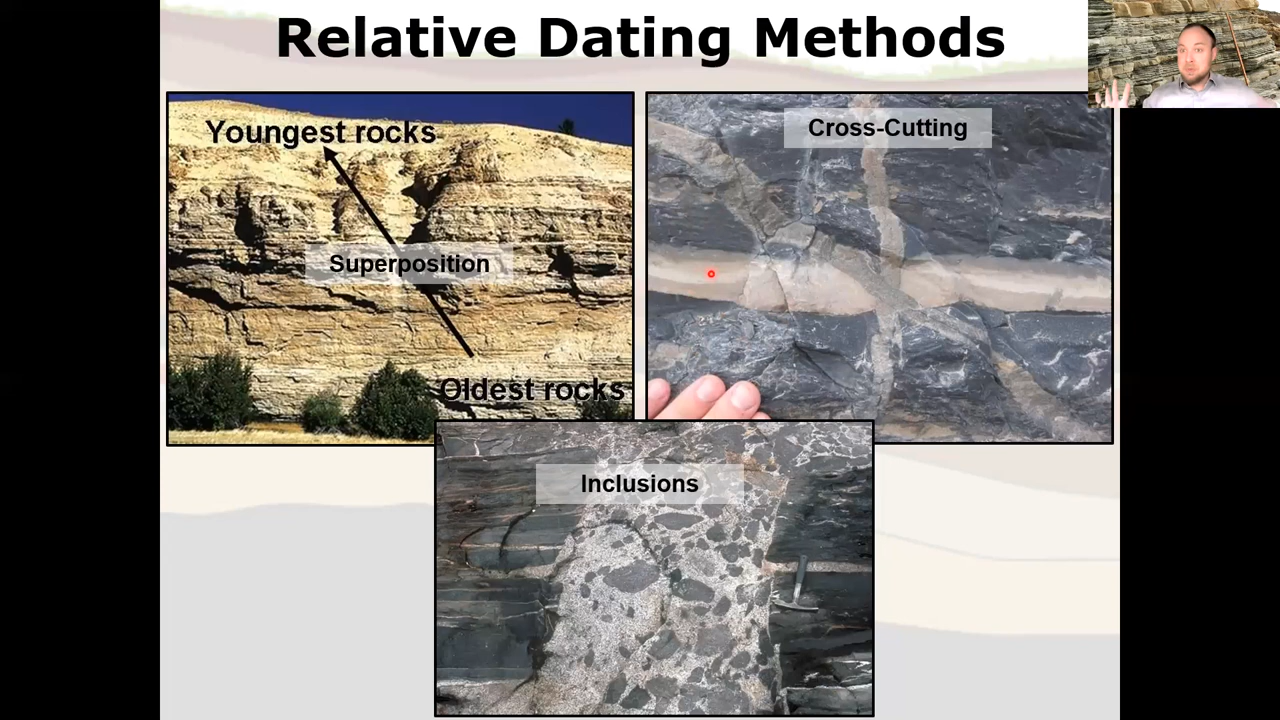 Relative Dating Methods
Youngest rocks
Superposition
Oldest rocks
Cross-Cutting
Inclusions